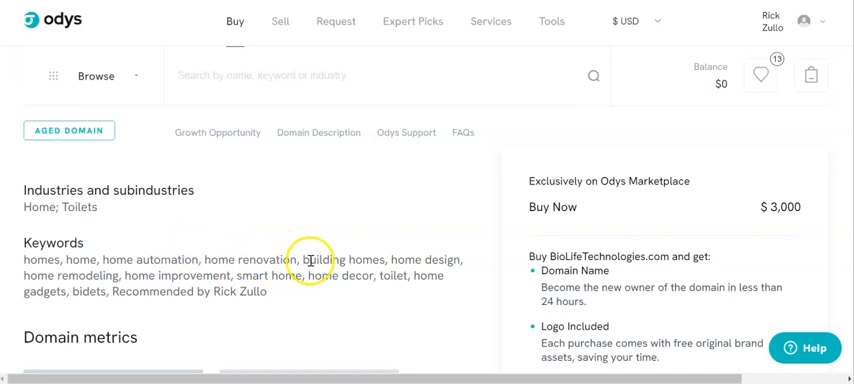 odys
Buy
Sell
Request
Expert Picks
Services
Tools
$ USD
Rick
Zullo
Browse
Search by name, keyword or industry
Balance
$0
13
AGED DOMAIN
Growth Opportunity
Domain Description
Odys Support
FAQs
Industries and subindustries
Home; Toilets
Keywords
homes, home, home automation, home renovation, building homes, home design,
home remodeling, home improvement, smart home, home decor, toilet, home
gadgets, bidets, Recommended by Rick Zullo
Domain metrics
Exclusively on Odys Marketplace
Buy Now $ 3,000
Buy BioLifeTechnologies.com and get:
• Domain Name
Become the new owner of the domain in less than
24 hours.
• Logo Included
Each purchase comes with free original brand
assets, saving your time.
? Help